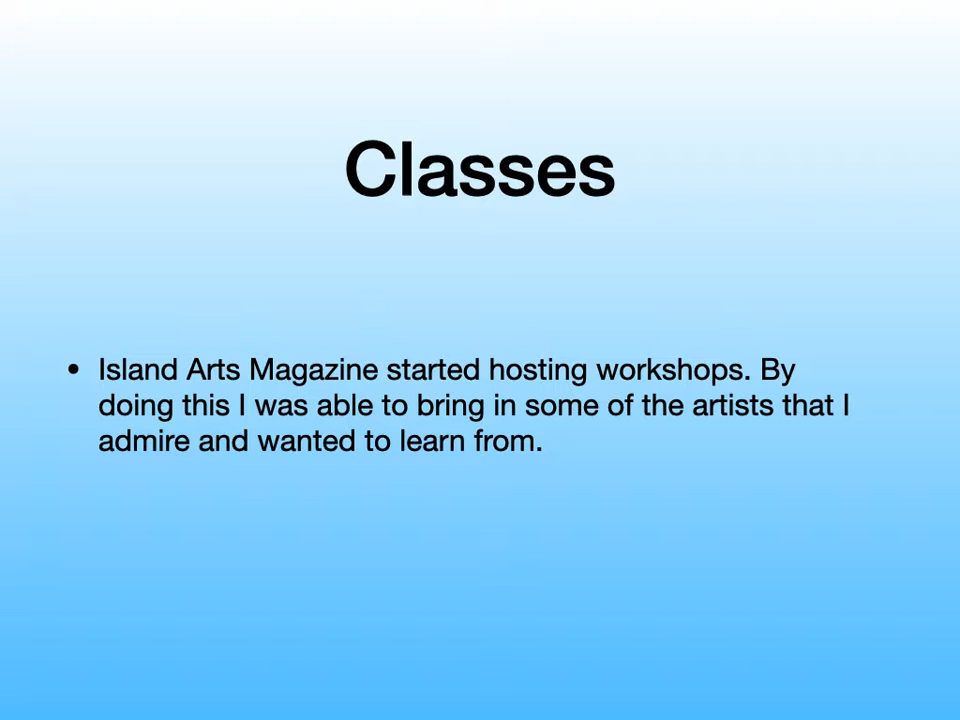 Classes
• Island Arts Magazine started hosting workshops. By
doing this I was able to bring in some of the artists that I
admire and wanted to learn from.